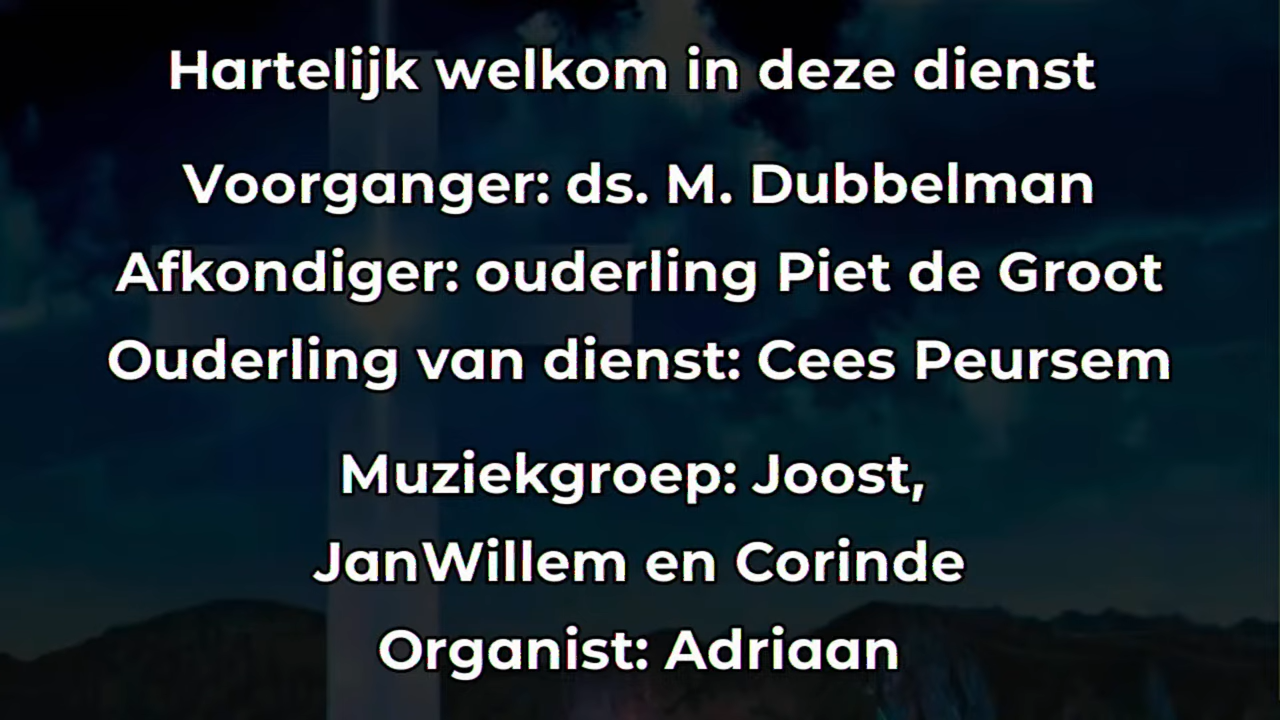 Hartelijk welkom in deze dienst
Voorganger: ds. M. Dubbelman
Afkondiger: ouderling Piet de Groot
Ouderling van dienst: Cees Peursem
Muziekgroep: Joost,
JanWillem en Corinde
Organist: Adriaan